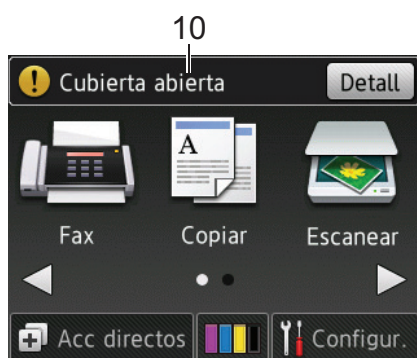 10
! Cubierta abierta Detall
A
Fax Copiar Escanear
Acc directos Configur.